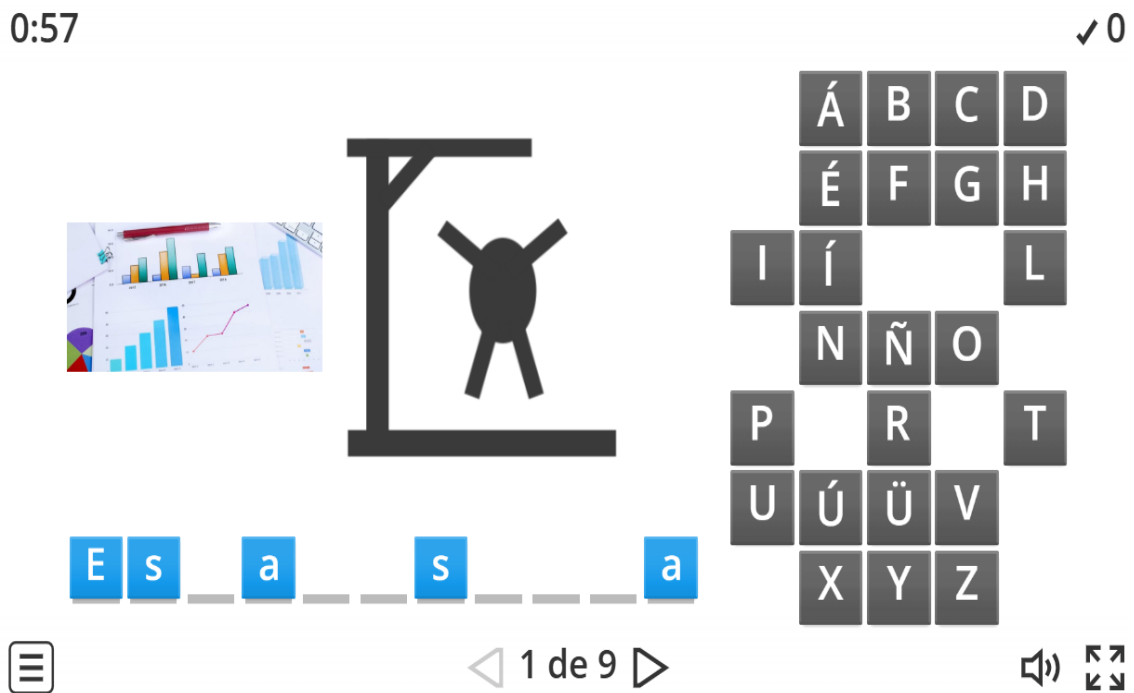 0:57
✓ 0
Á B C D
É F G H
I Í L
N Ñ O
P R T
U Ú Ü V
X Y Z
E s _ a _ _ s _ _ _ a
1 de 9